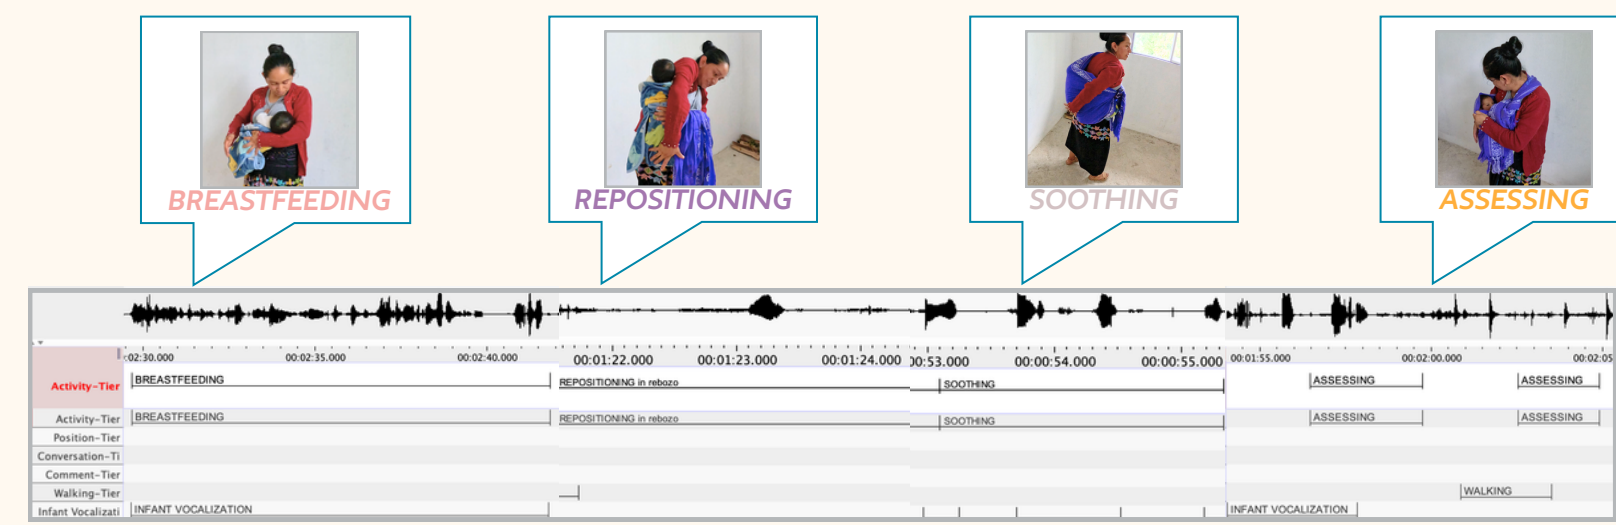 BREASTFEEDING
REPOSITIONING
SOOTHING
ASSESSING
:02:30.000 00:02:35.000 00:02:40.000 00:01:22.000 00:01:23.000 00:01:24.000 00:53.000 00:00:54.000 00:00:55.000 00:01:55.000 00:02:00.000 00:02:05
Activity-Tier BREASTFEEDING REPOSITIONING in rebozo SOOTHING ASSESSING ASSESSING
Activity-Tier BREASTFEEDING REPOSITIONING in rebozo SOOTHING ASSESSING ASSESSING
Position-Tier
Conversation-Ti
Comment-Tier
Walking-Tier WALKING
Infant Vocalizati INFANT VOCALIZATION INFANT VOCALIZATION